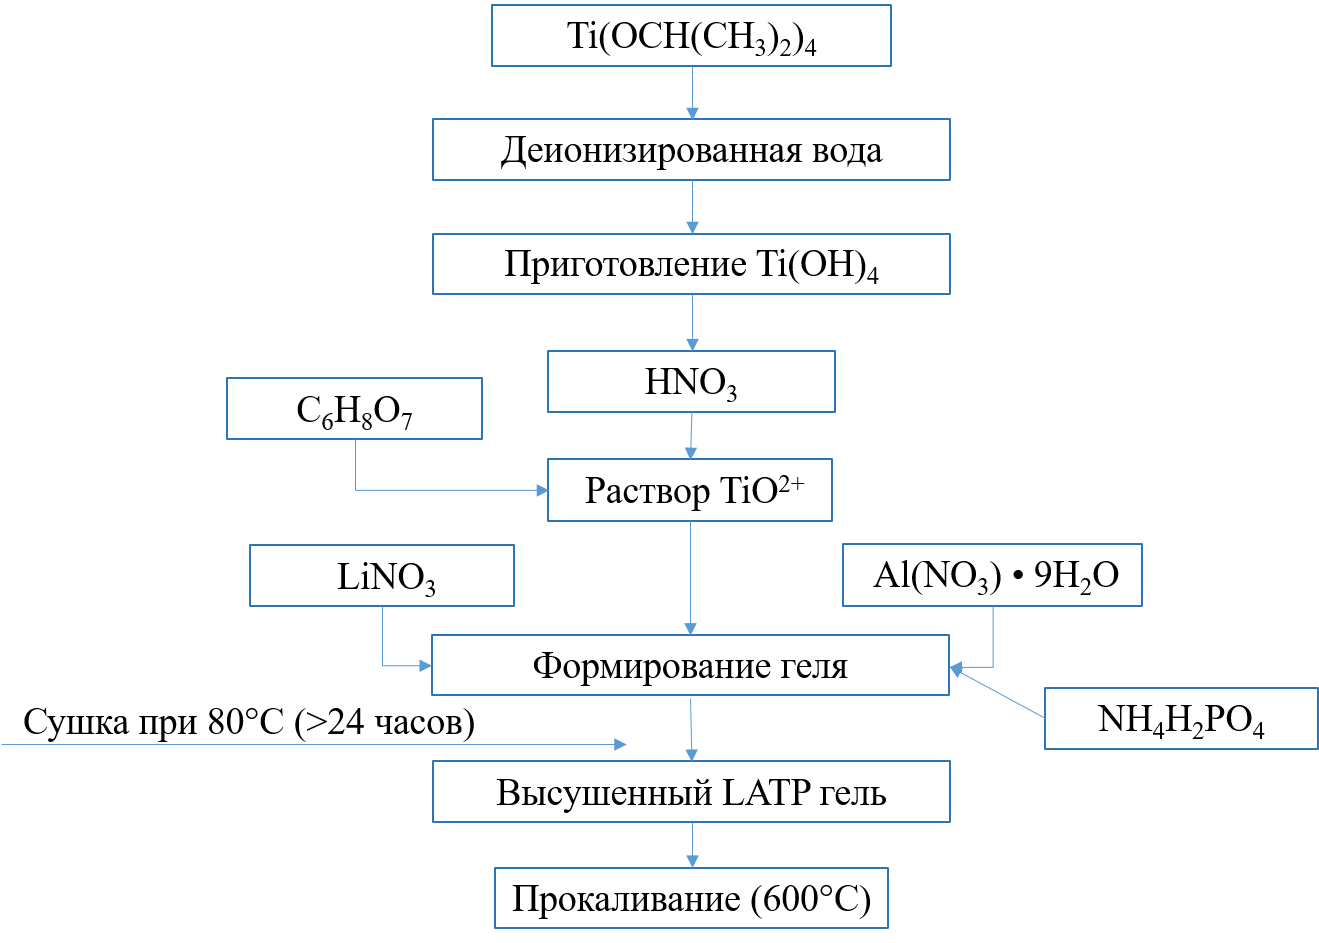 Ti(OCH(CH₃)₂)₄
Деионизированная вода
Приготовление Ti(OH)₄
HNO₃
C₆H₈O₇
Раствор TiO²⁺
LiNO₃
Al(NO₃) • 9H₂O
Формирование геля
NH₄H₂PO₄
Сушка при 80°C (>24 часов)
Высушенный LATP гель
Прокаливание (600°C)